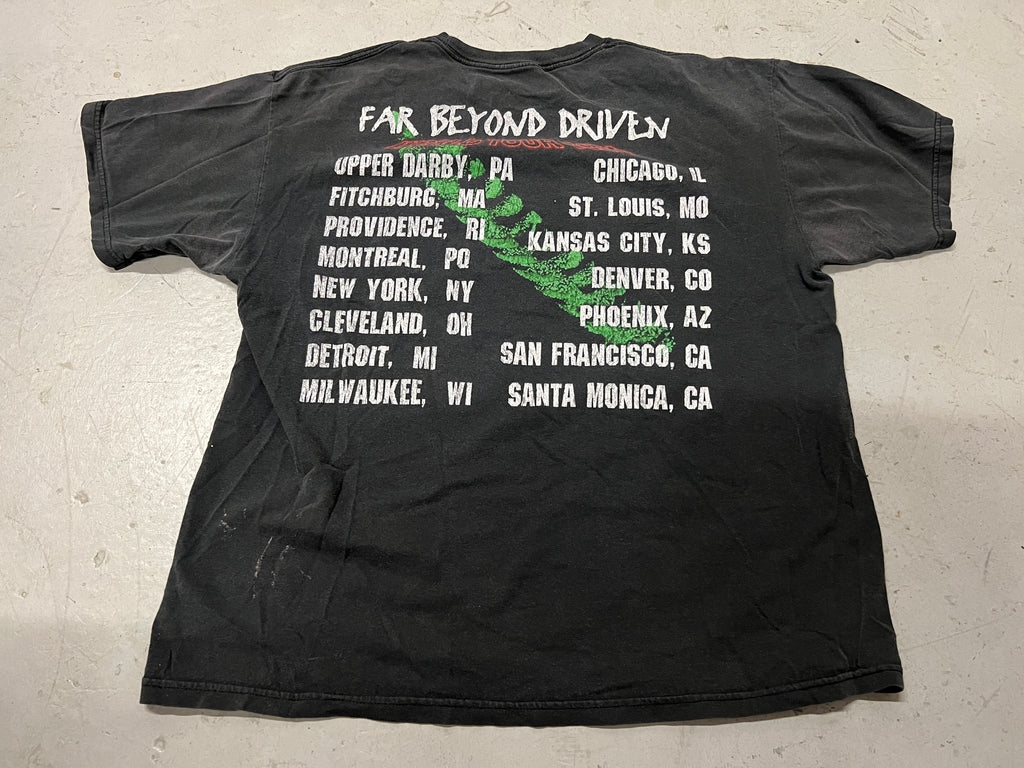 FAR BEYOND DRIVEN
TOUR
UPPER DARBY, PA
FITCHBURG, MA
PROVIDENCE, RI
MONTREAL, PQ
NEW YORK, NY
CLEVELAND, OH
DETROIT, MI
MILWAUKEE, WI
CHICAGO, IL
ST. LOUIS, MO
KANSAS CITY, KS
DENVER, CO
PHOENIX, AZ
SAN FRANCISCO, CA
SANTA MONICA, CA